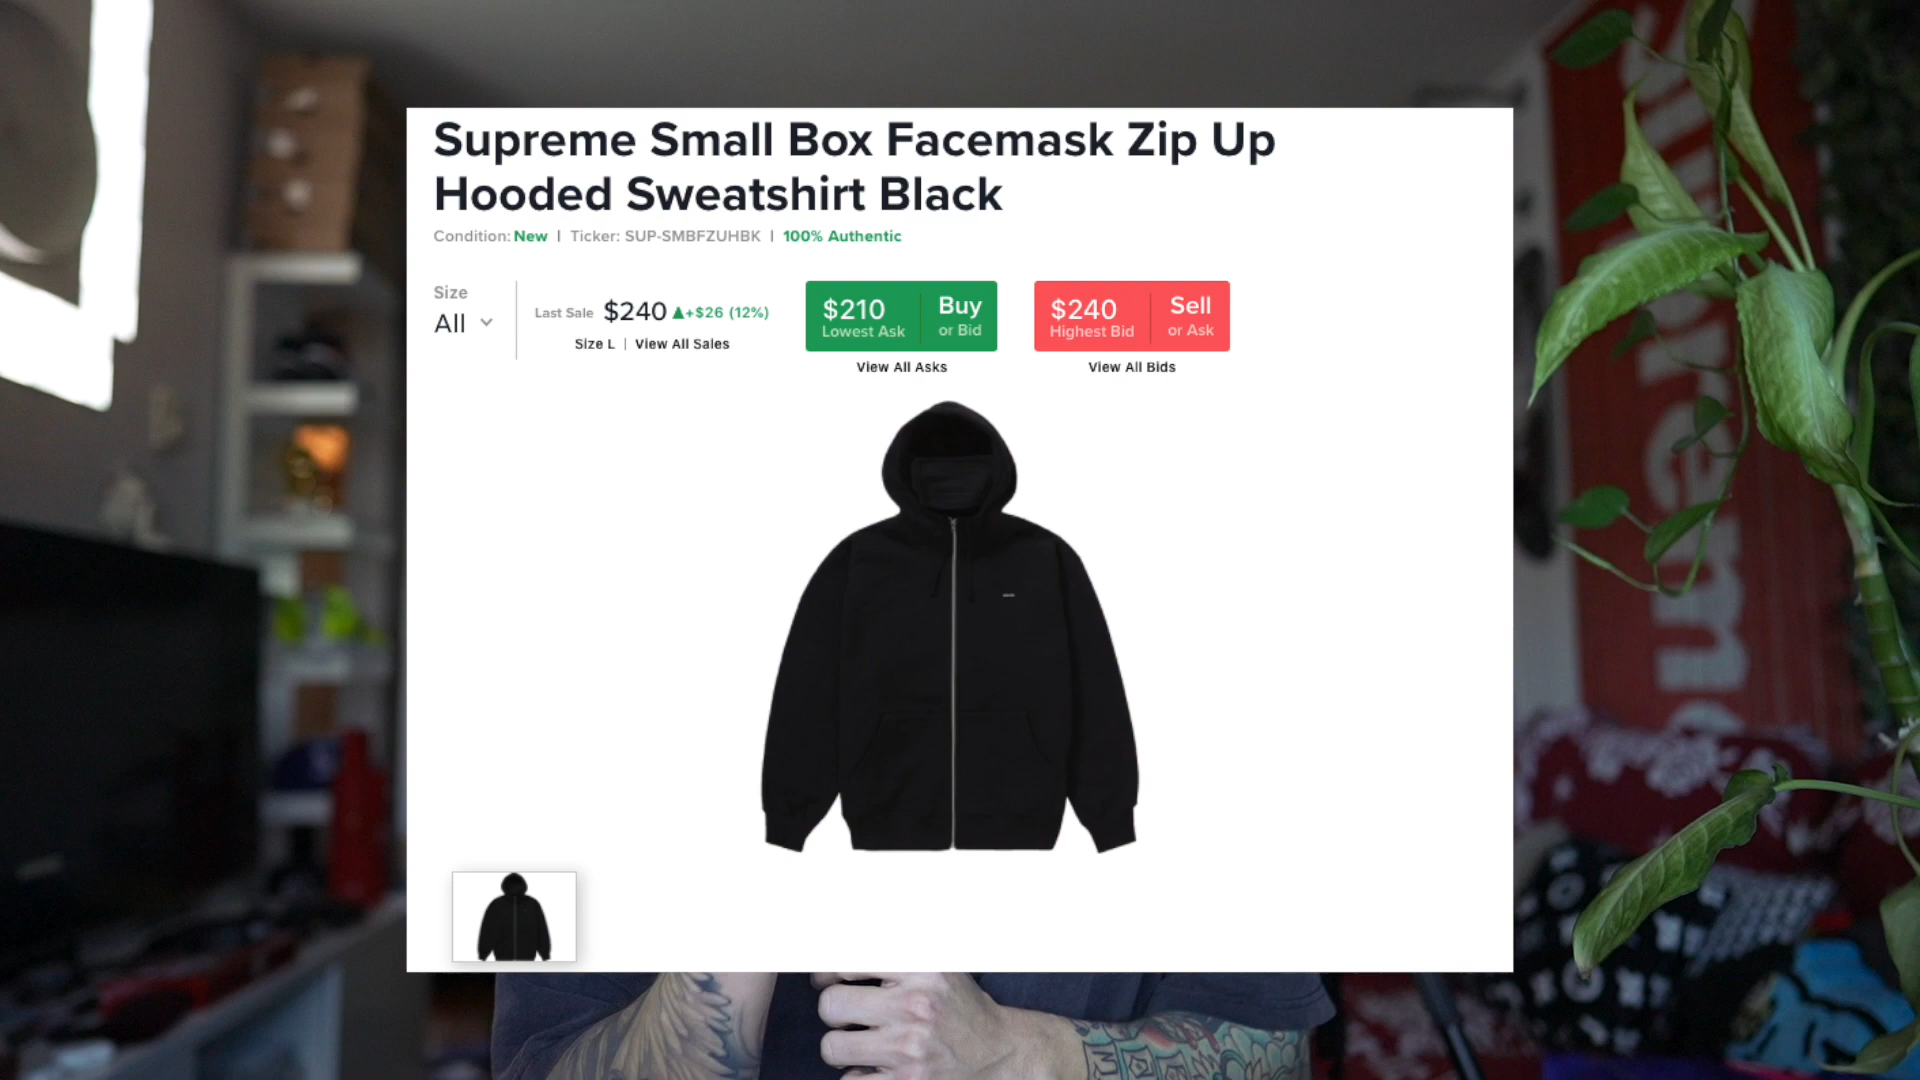 Supreme Small Box Facemask Zip Up
Hooded Sweatshirt Black
Condition: New | Ticker: SUP-SMBFZUHBK | 100% Authentic
Size
All
Last Sale $240 ▲+$26 (12%)
Size L | View All Sales
$210
Lowest Ask
Buy
or Bid
View All Asks
$240
Highest Bid
Sell
or Ask
View All Bids
Supreme